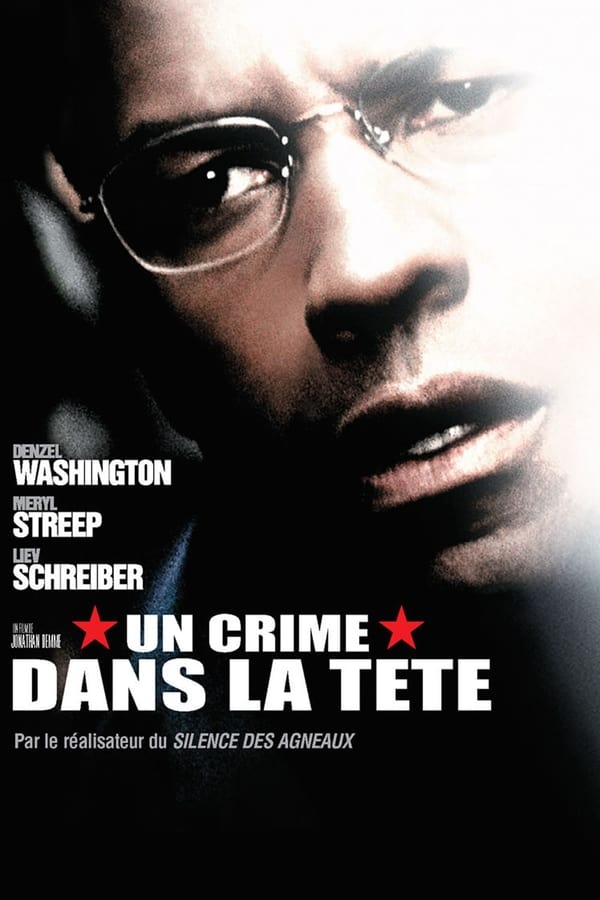 DENZEL
WASHINGTON
MERYL
STREEP
LIEV
SCHREIBER
UN FILM DE
JONATHAN DEMME
UN CRIME
DANS LA TETE
Par le réalisateur du SILENCE DES AGNEAUX